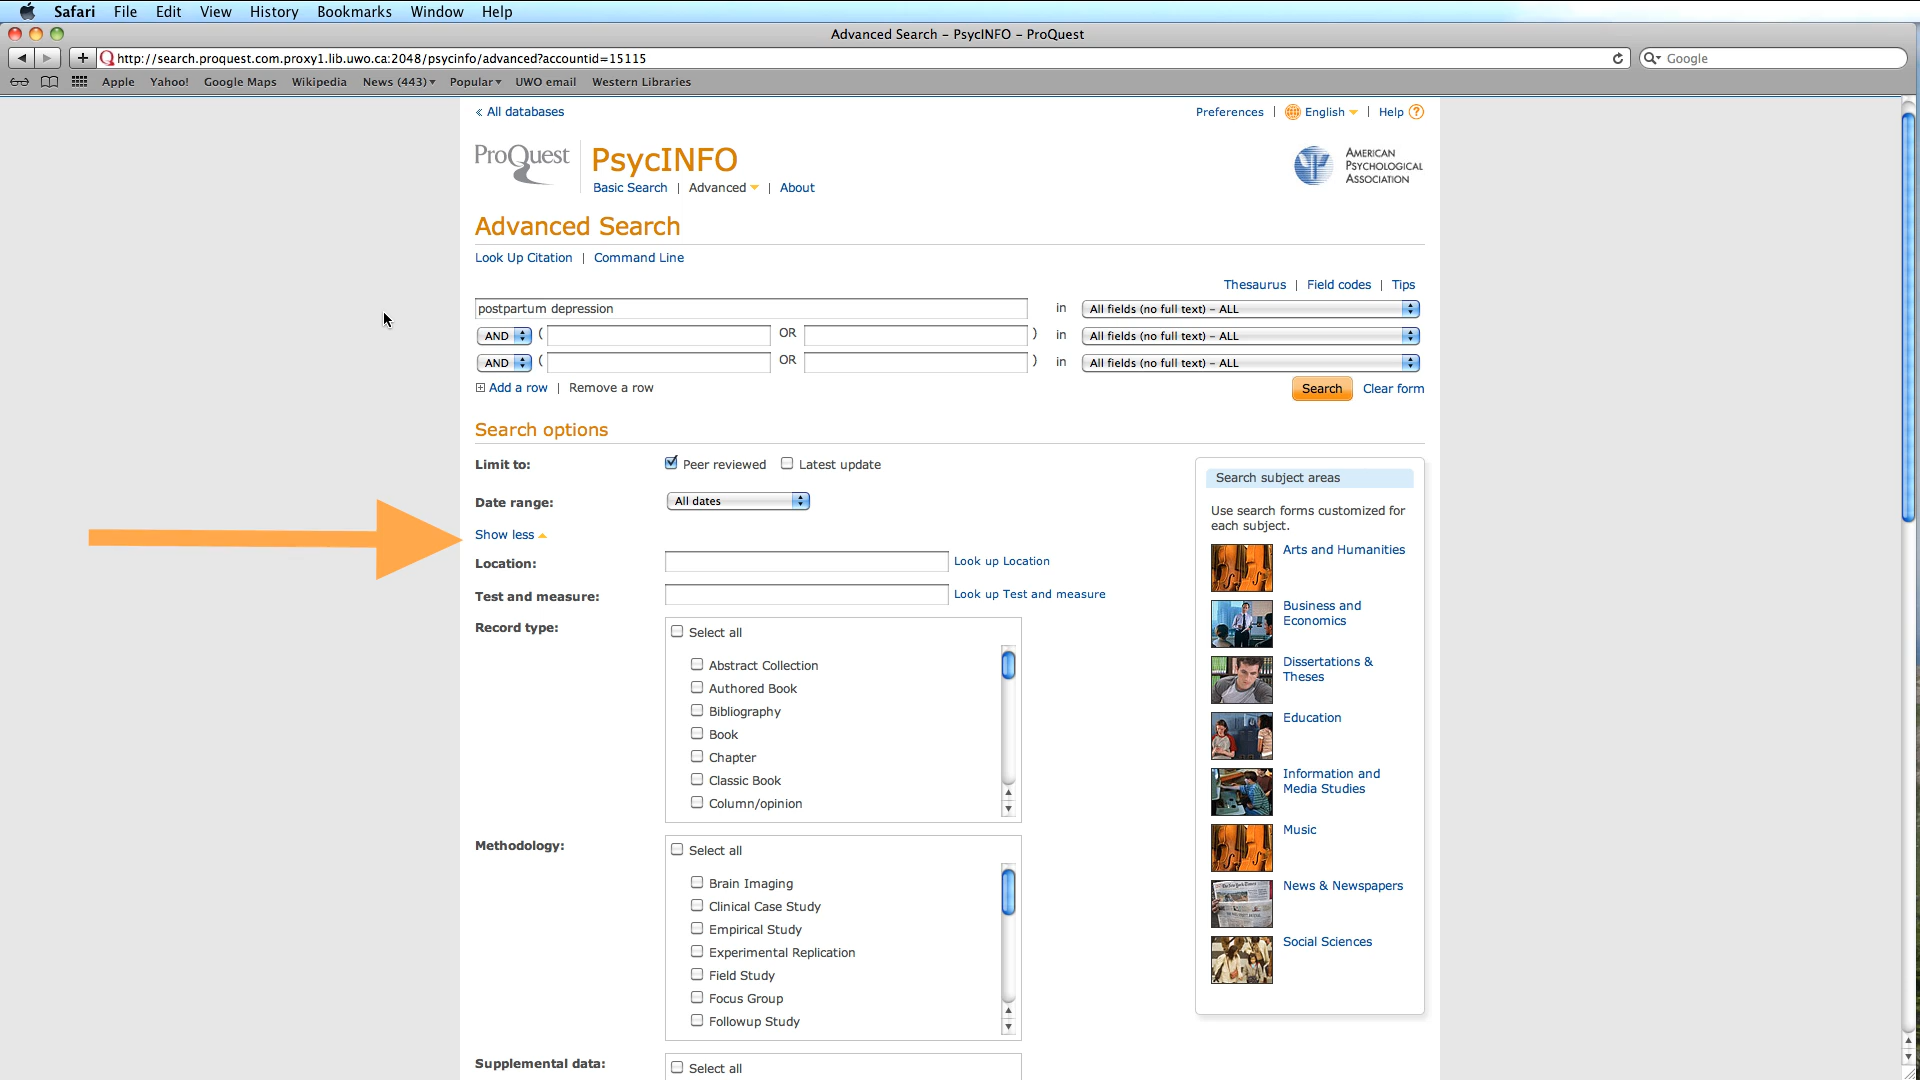 Safari File Edit View History Bookmarks Window Help
Advanced Search – PsycINFO – ProQuest
http://search.proquest.com.proxy1.lib.uwo.ca:2048/psycinfo/advanced?accountid=15115 Google
Apple Yahoo! Google Maps Wikipedia News (443) Popular UWO email Western Libraries
« All databases Preferences | English | Help ?
ProQuest PsycINFO AMERICAN PSYCHOLOGICAL ASSOCIATION
Basic Search | Advanced | About
Advanced Search
Look Up Citation | Command Line
Thesaurus | Field codes | Tips
postpartum depression in All fields (no full text) – ALL
AND ( OR ) in All fields (no full text) – ALL
AND ( OR ) in All fields (no full text) – ALL
Add a row | Remove a row Search Clear form
Search options
Limit to: Peer reviewed Latest update
Date range: All dates
Show less
Location: Look up Location
Test and measure: Look up Test and measure
Record type: Select all
Abstract Collection
Authored Book
Bibliography
Book
Chapter
Classic Book
Column/opinion
Methodology: Select all
Brain Imaging
Clinical Case Study
Empirical Study
Experimental Replication
Field Study
Focus Group
Followup Study
Supplemental data: Select all
Search subject areas
Use search forms customized for
each subject.
Arts and Humanities
Business and
Economics
Dissertations &
Theses
Education
Information and
Media Studies
Music
News & Newspapers
Social Sciences